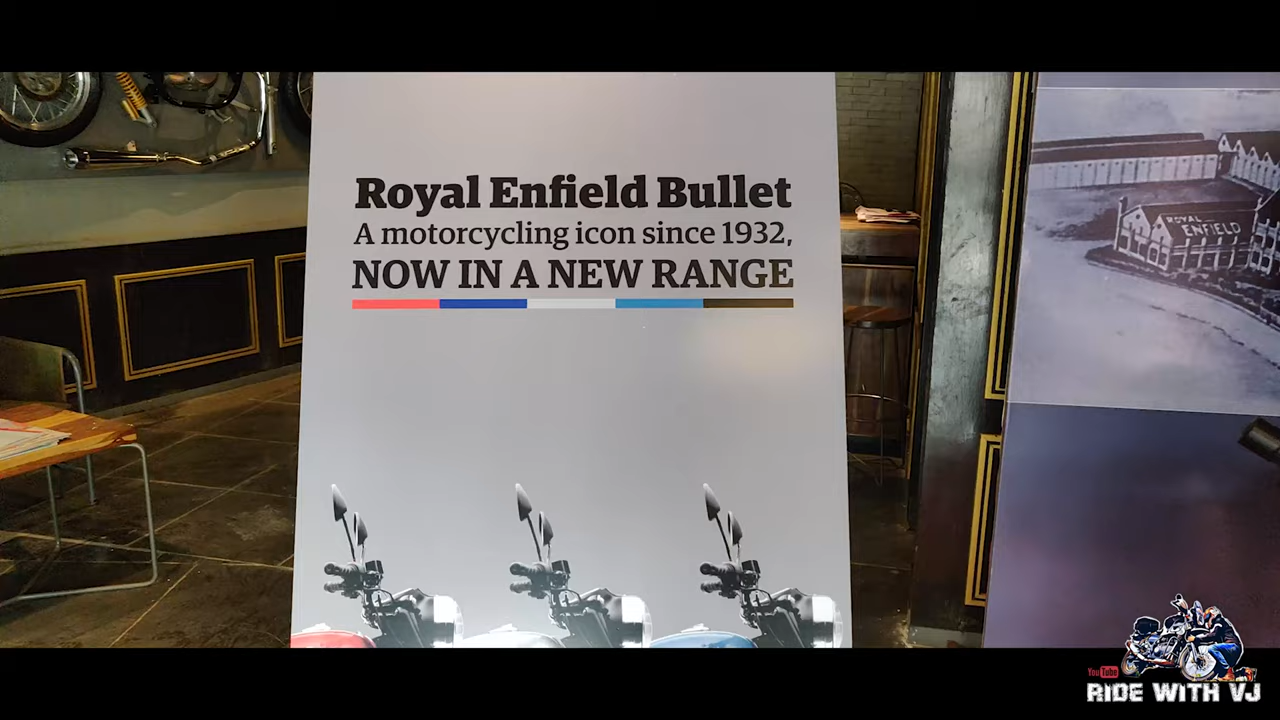 Royal Enfield Bullet
A motorcycling icon since 1932,
NOW IN A NEW RANGE
ROYAL
ENFIELD
YouTube
RIDE WITH VJ